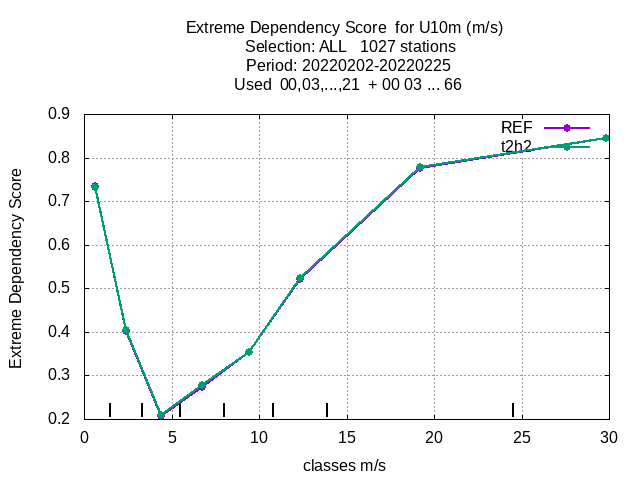 Extreme Dependency Score  for U10m (m/s)
Selection: ALL   1027 stations
Period: 20220202-20220225
Used  00,03,...,21  + 00 03 ... 66
Extreme Dependency Score
0.9
0.8
0.7
0.6
0.5
0.4
0.3
0.2
REF
t2h2
0 5 10 15 20 25 30
classes m/s